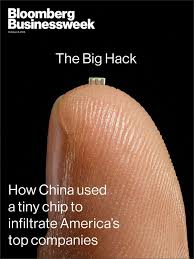 Bloomberg
Businessweek
The Big Hack
How China used
a tiny chip to
infiltrate America's
top companies